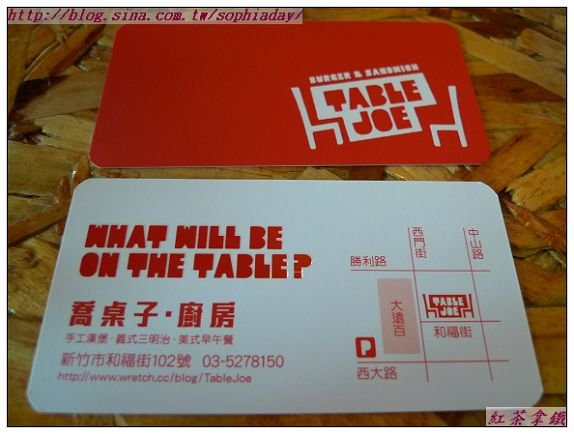 http://blog.sina.com.tw/sophiaday/
BURGER & SANDWICH
TABLE
JOE
WHAT WILL BE
ON THE TABLE?
喬桌子·廚房
手工漢堡·義式三明治·美式早午餐
新竹市和福街102號 03-5278150
http://www.wretch.cc/blog/TableJoe
西門街
中山路
勝利路
大遠百
TABLE
JOE
和福街
P
西大路
紅茶拿鐵